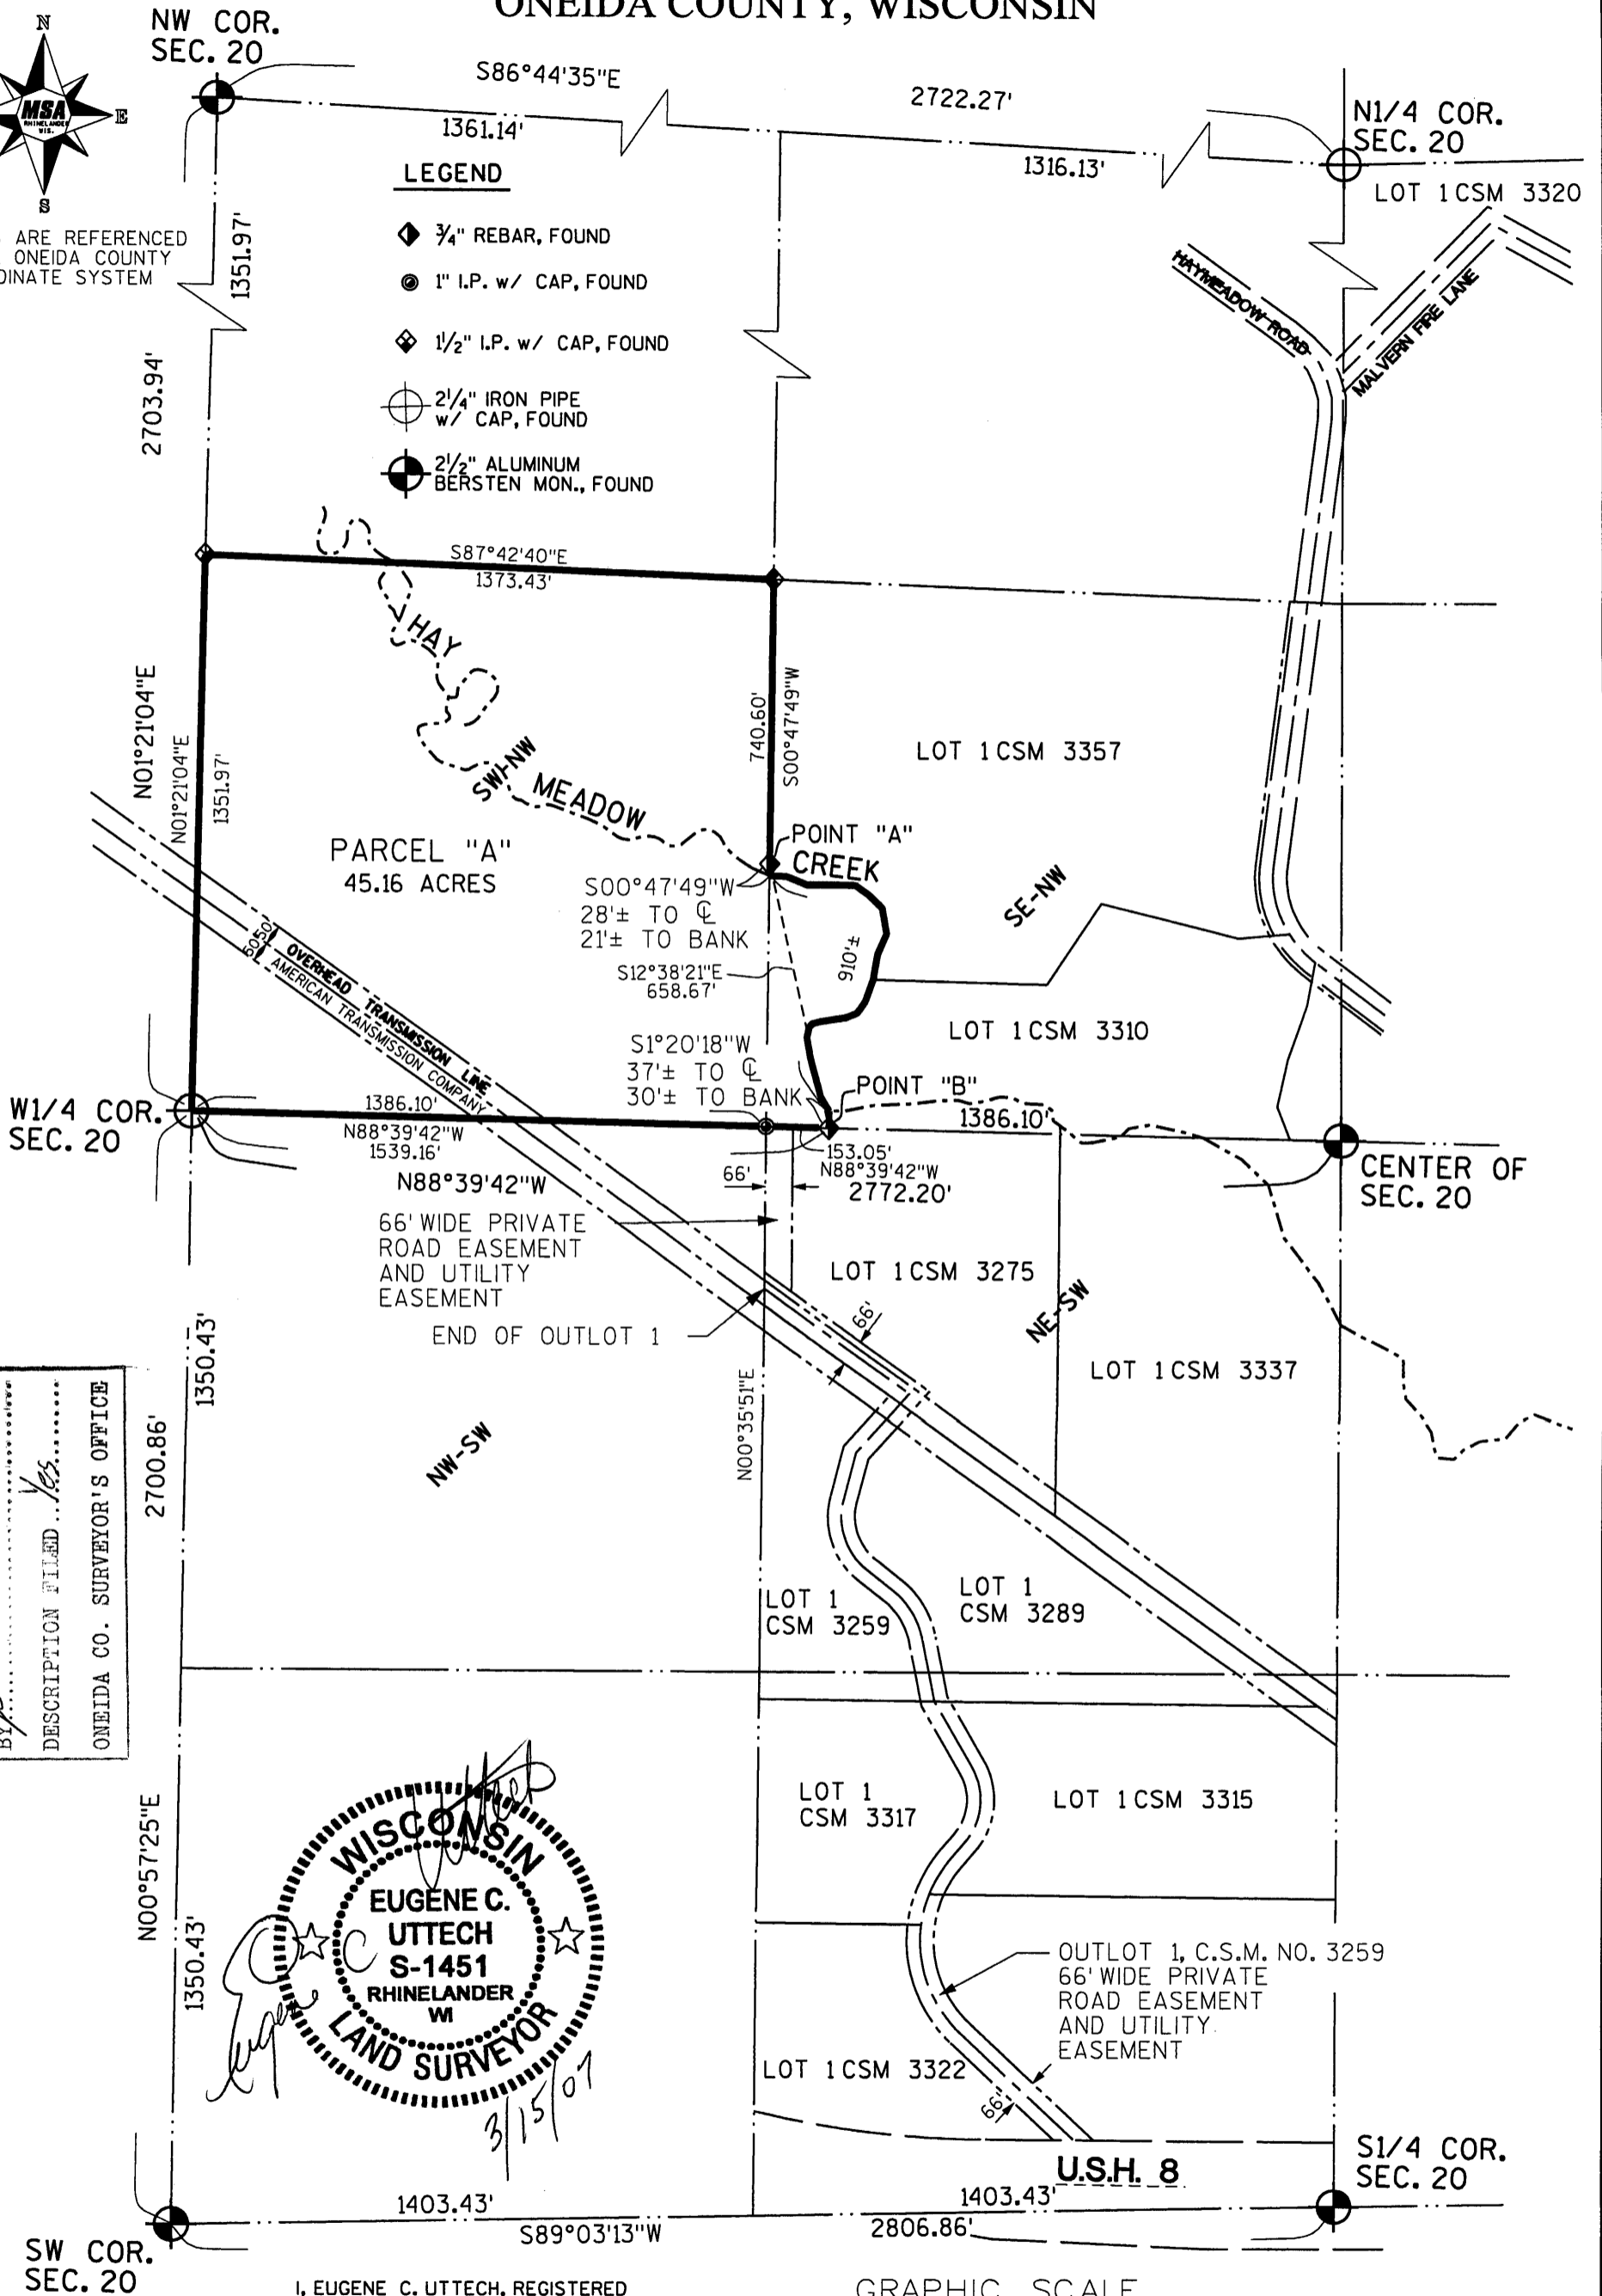 ONEIDA COUNTY, WISCONSIN
NW COR.
SEC. 20
N
E
S
MSA
RHINELANDER
WIS.
ARE REFERENCED
ONEIDA COUNTY
DINATE SYSTEM
S86°44'35"E
2722.27'
1361.14'
1316.13'
N1/4 COR.
SEC. 20
LOT 1 CSM 3320
LEGEND
3/4" REBAR, FOUND
1" I.P. w/ CAP, FOUND
1 1/2" I.P. w/ CAP, FOUND
2 1/4" IRON PIPE
w/ CAP, FOUND
2 1/2" ALUMINUM
BERSTEN MON., FOUND
1351.97'
2703.94'
HAYMEADOW ROAD
MALVERN FIRE LANE
S87°42'40"E
1373.43'
HAY
MEADOW
CREEK
SW-NW
N01°21'04"E
N01°21'04"E
1351.97'
740.60'
S00°47'49"W
LOT 1 CSM 3357
PARCEL "A"
45.16 ACRES
POINT "A"
S00°47'49"W
28'± TO ℄
21'± TO BANK
S12°38'21"E
658.67'
910'±
SE-NW
50
50
OVERHEAD TRANSMISSION LINE
AMERICAN TRANSMISSION COMPANY
LOT 1 CSM 3310
S1°20'18"W
37'± TO ℄
30'± TO BANK
POINT "B"
W1/4 COR.
SEC. 20
1386.10'
N88°39'42"W
1539.16'
N88°39'42"W
1386.10'
153.05'
N88°39'42"W
2772.20'
66'
CENTER OF
SEC. 20
66' WIDE PRIVATE
ROAD EASEMENT
AND UTILITY
EASEMENT
END OF OUTLOT 1
LOT 1 CSM 3275
66'
NE-SW
LOT 1 CSM 3337
1350.43'
2700.86'
N00°35'51"E
NW-SW
BY
DESCRIPTION FILED Yes
ONEIDA CO. SURVEYOR'S OFFICE
LOT 1
CSM 3259
LOT 1
CSM 3289
LOT 1
CSM 3317
LOT 1 CSM 3315
N00°57'25"E
1350.43'
WISCONSIN
EUGENE C.
UTTECH
S-1451
RHINELANDER
WI
LAND SURVEYOR
Eugene C Uttech
3/15/07
OUTLOT 1, C.S.M. NO. 3259
66' WIDE PRIVATE
ROAD EASEMENT
AND UTILITY
EASEMENT
LOT 1 CSM 3322
66'
U.S.H. 8
S1/4 COR.
SEC. 20
1403.43'
S89°03'13"W
1403.43'
2806.86'
SW COR.
SEC. 20
I, EUGENE C. UTTECH, REGISTERED
GRAPHIC SCALE